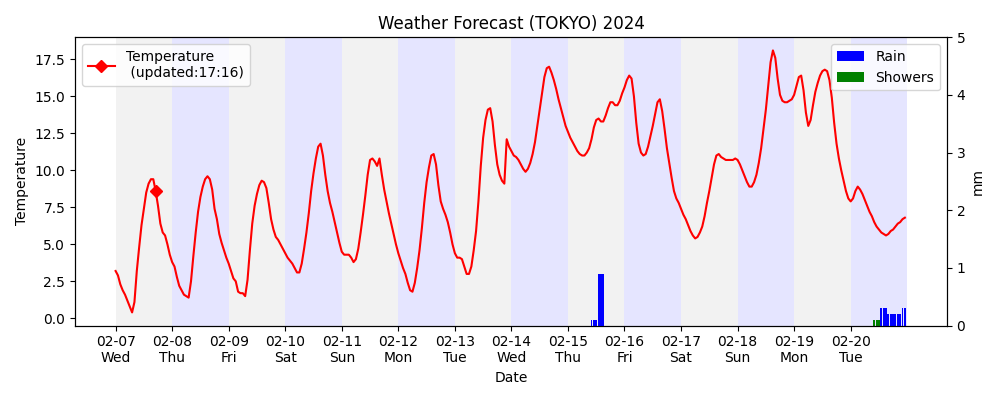 Weather Forecast (TOKYO) 2024
Temperature
(updated:17:16)
Rain
Showers
Temperature
17.5
15.0
12.5
10.0
7.5
5.0
2.5
0.0
5
4
3
2
1
0
mm
02-07 02-08 02-09 02-10 02-11 02-12 02-13 02-14 02-15 02-16 02-17 02-18 02-19 02-20
Wed Thu Fri Sat Sun Mon Tue Wed Thu Fri Sat Sun Mon Tue
Date